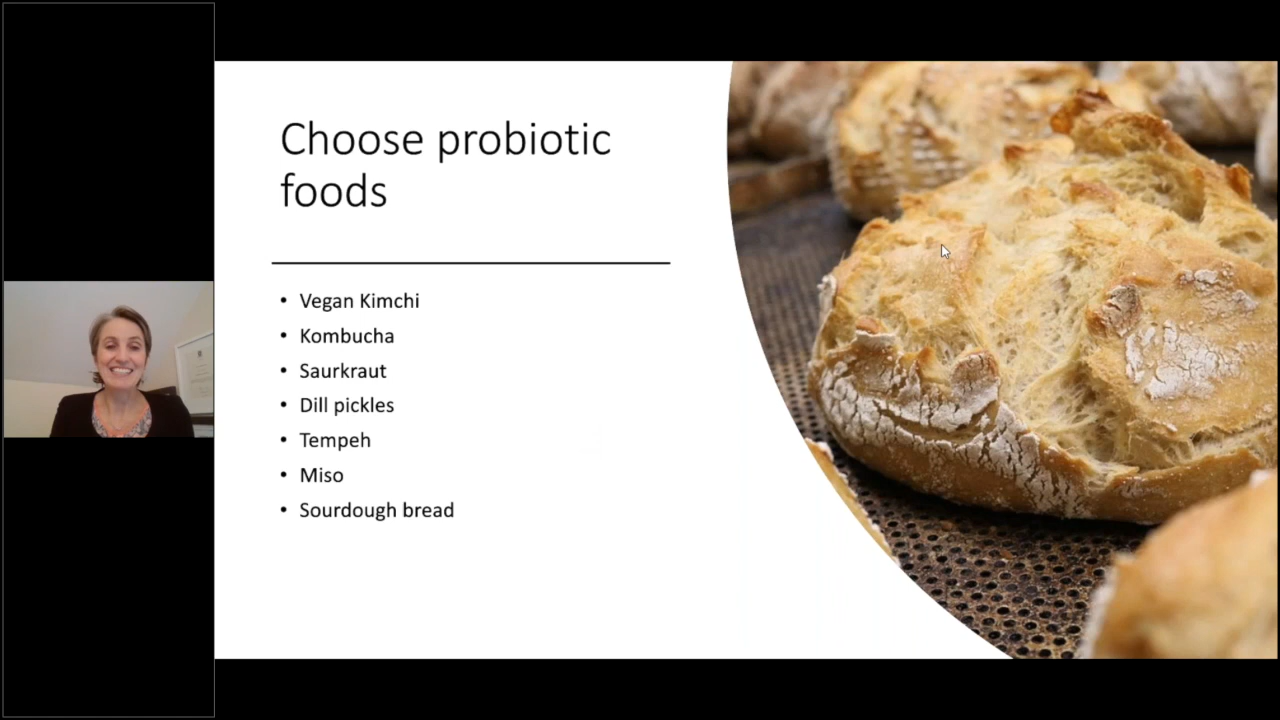 Choose probiotic
foods
• Vegan Kimchi
• Kombucha
• Saurkraut
• Dill pickles
• Tempeh
• Miso
• Sourdough bread